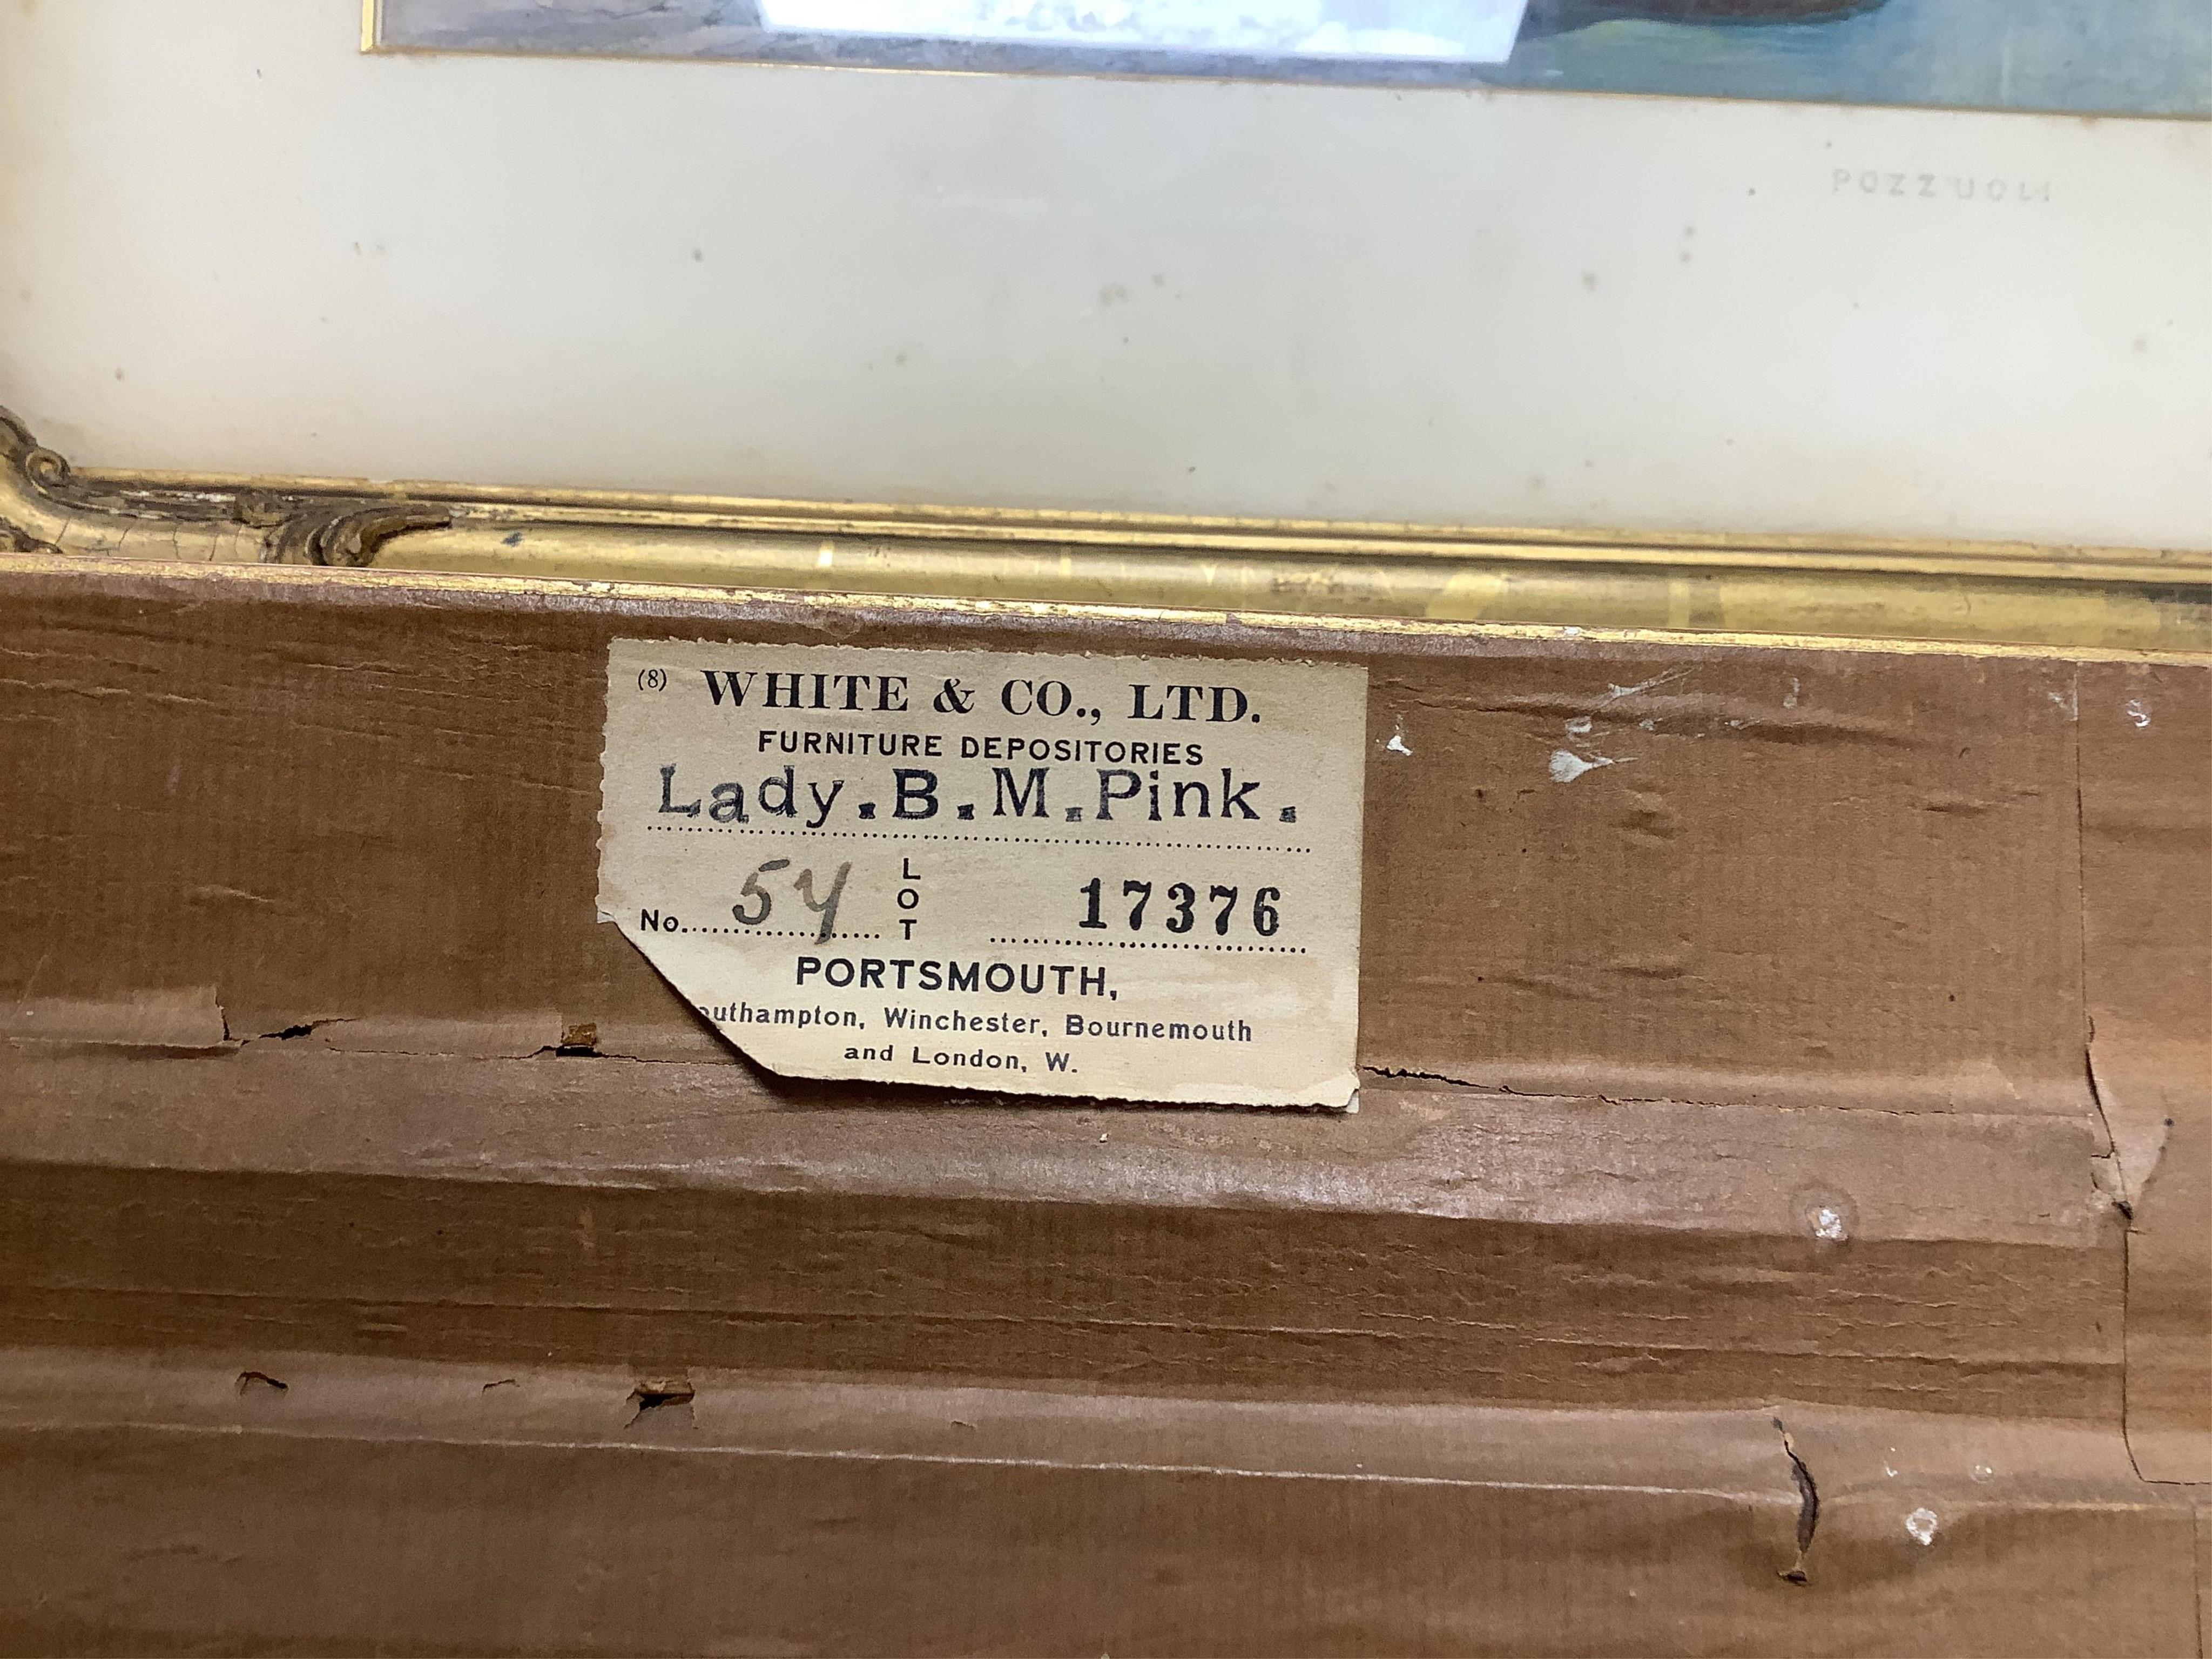 POZZUOLI
(8) WHITE & CO., LTD.
FURNITURE DEPOSITORIES
Lady.B.M.Pink.
No. 54 LOT 17376
PORTSMOUTH,
outhampton, Winchester, Bournemouth
and London, W.